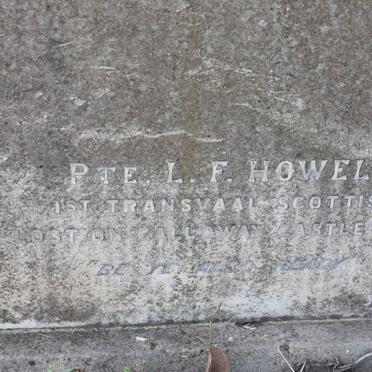 PTE. L. F. HOWEL
1ST TRANSVAAL SCOTTIS
LOST ON GALLOWAY CASTLE
"BE YE ALSO READY"